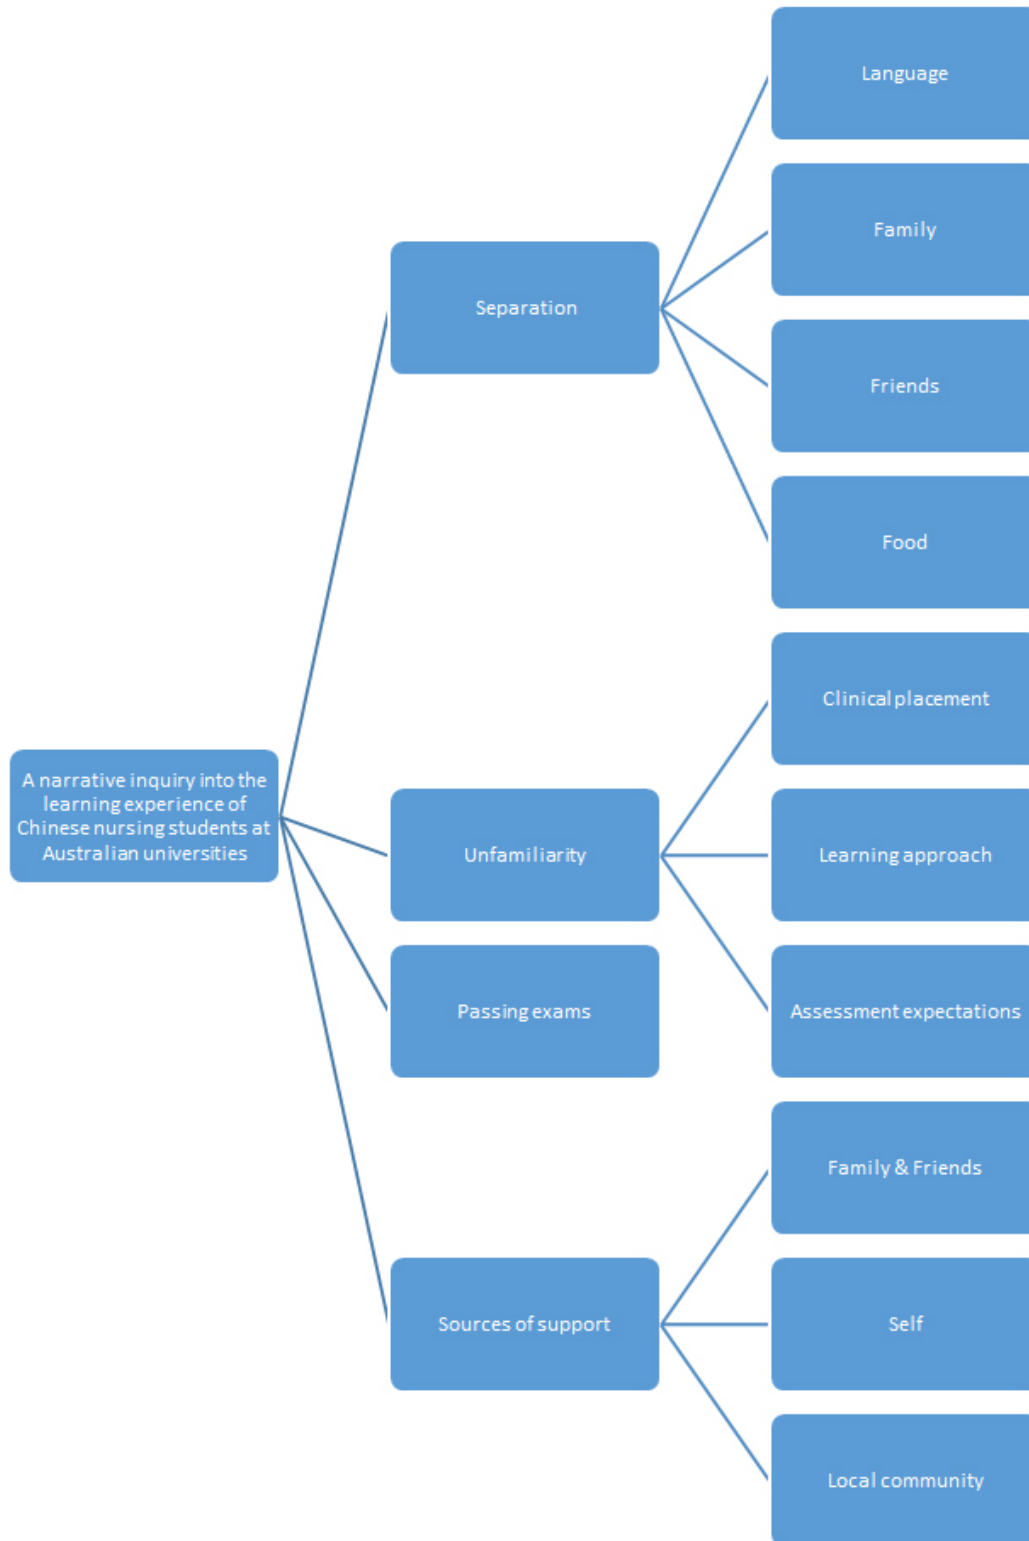 Language
Family
Separation
Friends
Food
Clinical placement
A narrative inquiry into the
learning experience of
Chinese nursing students at
Australian universities
Unfamiliarity
Learning approach
Passing exams
Assessment expectations
Family & Friends
Sources of support
Self
Local community